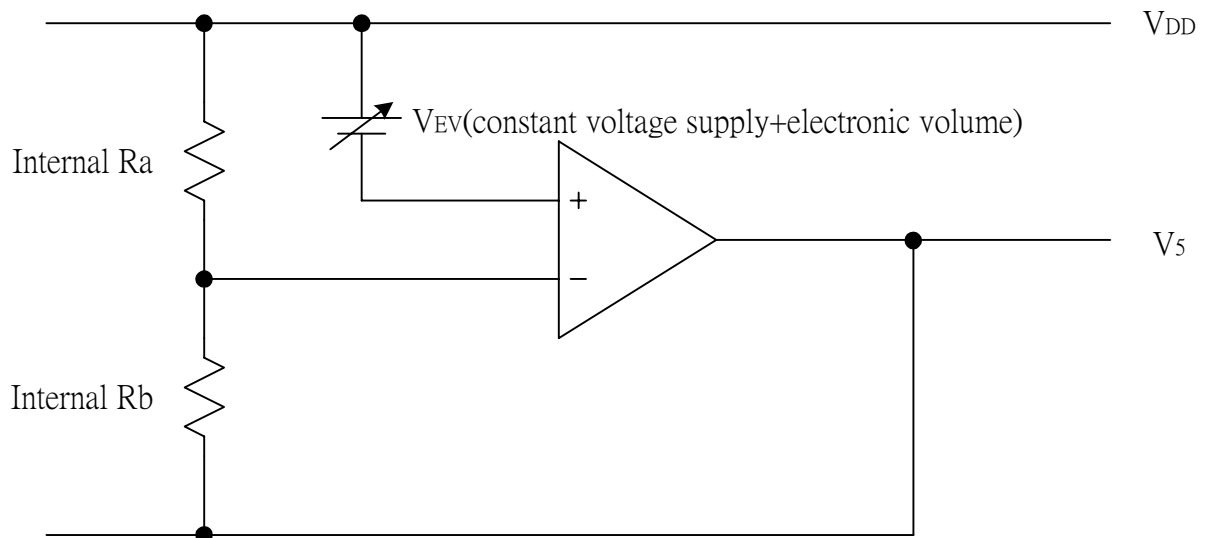 VDD
VEV(constant voltage supply+electronic volume)
Internal Ra
+
−
V5
Internal Rb